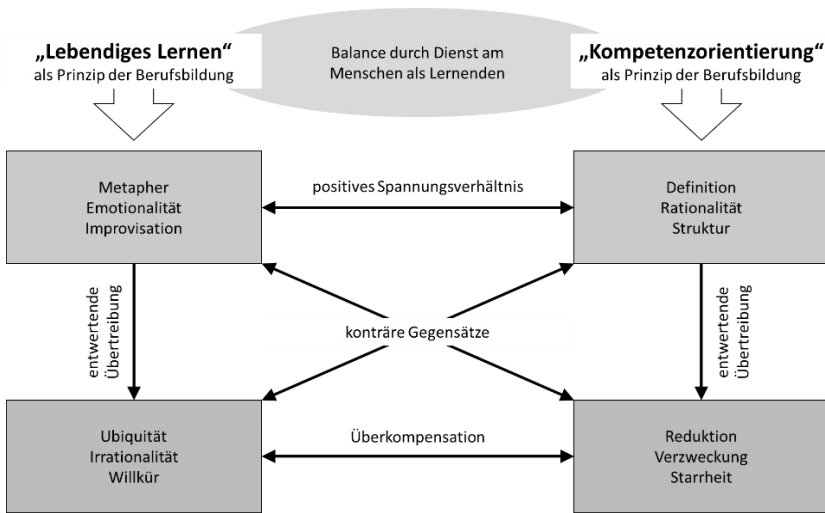 „Lebendiges Lernen“
als Prinzip der Berufsbildung
Balance durch Dienst am
Menschen als Lernenden
„Kompetenzorientierung“
als Prinzip der Berufsbildung
Metapher
Emotionalität
Improvisation
positives Spannungsverhältnis
Definition
Rationalität
Struktur
entwertende
Übertreibung
konträre Gegensätze
entwertende
Übertreibung
Ubiquität
Irrationalität
Willkür
Überkompensation
Reduktion
Verzweckung
Starrheit